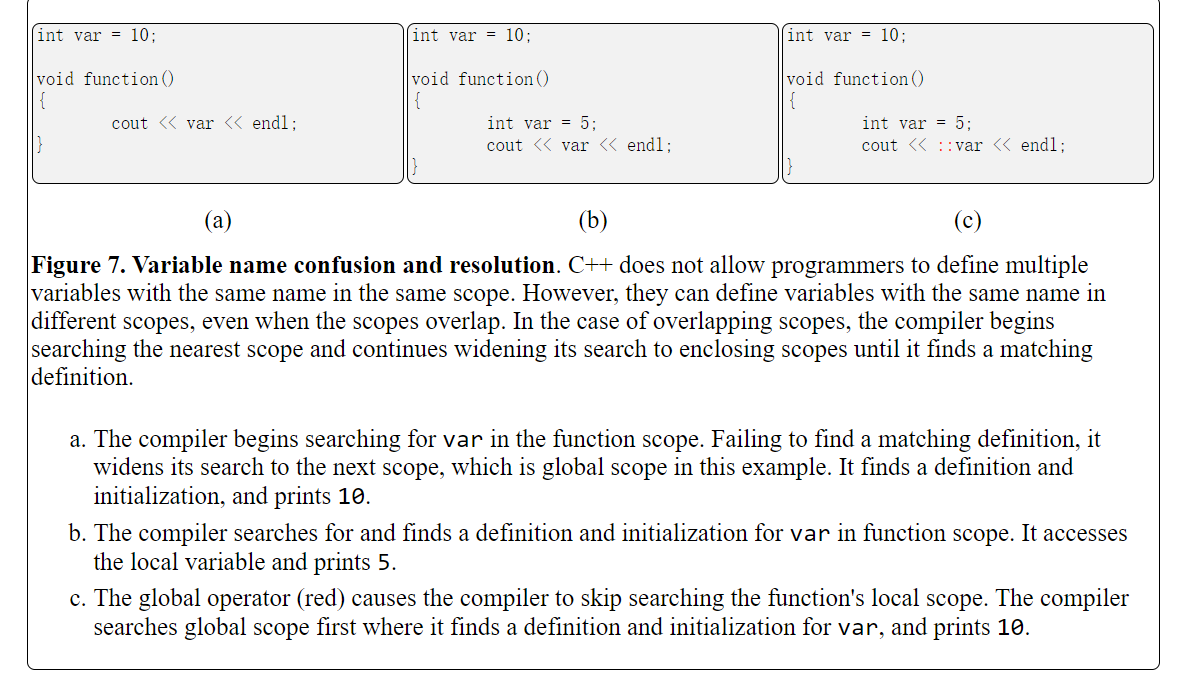 int var = 10;
void function()
{
cout << var << endl;
}
int var = 10;
void function()
{
int var = 5;
cout << var << endl;
}
int var = 10;
void function()
{
int var = 5;
cout << ::var << endl;
}
(a)
(b)
(c)
Figure 7. Variable name confusion and resolution. C++ does not allow programmers to define multiple
variables with the same name in the same scope. However, they can define variables with the same name in
different scopes, even when the scopes overlap. In the case of overlapping scopes, the compiler begins
searching the nearest scope and continues widening its search to enclosing scopes until it finds a matching
definition.
a. The compiler begins searching for var in the function scope. Failing to find a matching definition, it
widens its search to the next scope, which is global scope in this example. It finds a definition and
initialization, and prints 10.
b. The compiler searches for and finds a definition and initialization for var in function scope. It accesses
the local variable and prints 5.
c. The global operator (red) causes the compiler to skip searching the function's local scope. The compiler
searches global scope first where it finds a definition and initialization for var, and prints 10.